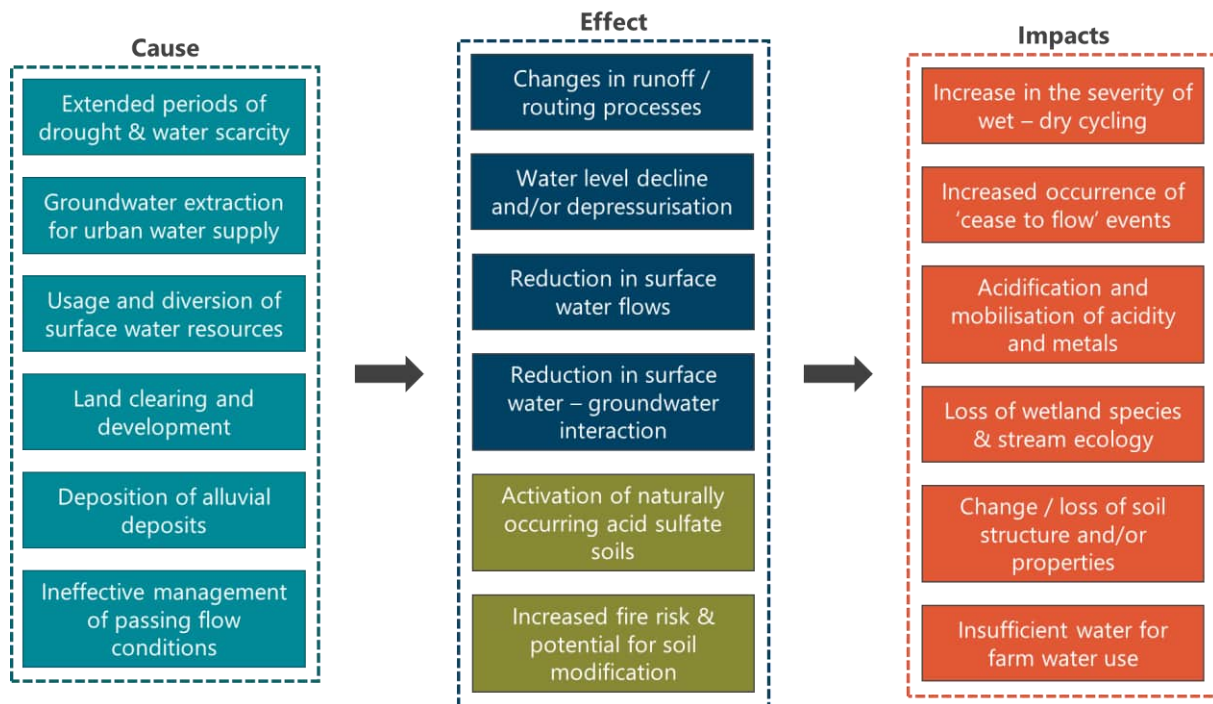 Cause
Extended periods of
drought & water scarcity
Groundwater extraction
for urban water supply
Usage and diversion of
surface water resources
Land clearing and
development
Deposition of alluvial
deposits
Ineffective management
of passing flow
conditions
Effect
Changes in runoff /
routing processes
Water level decline
and/or depressurisation
Reduction in surface
water flows
Reduction in surface
water – groundwater
interaction
Activation of naturally
occurring acid sulfate
soils
Increased fire risk &
potential for soil
modification
Impacts
Increase in the severity of
wet – dry cycling
Increased occurrence of
‘cease to flow’ events
Acidification and
mobilisation of acidity
and metals
Loss of wetland species
& stream ecology
Change / loss of soil
structure and/or
properties
Insufficient water for
farm water use